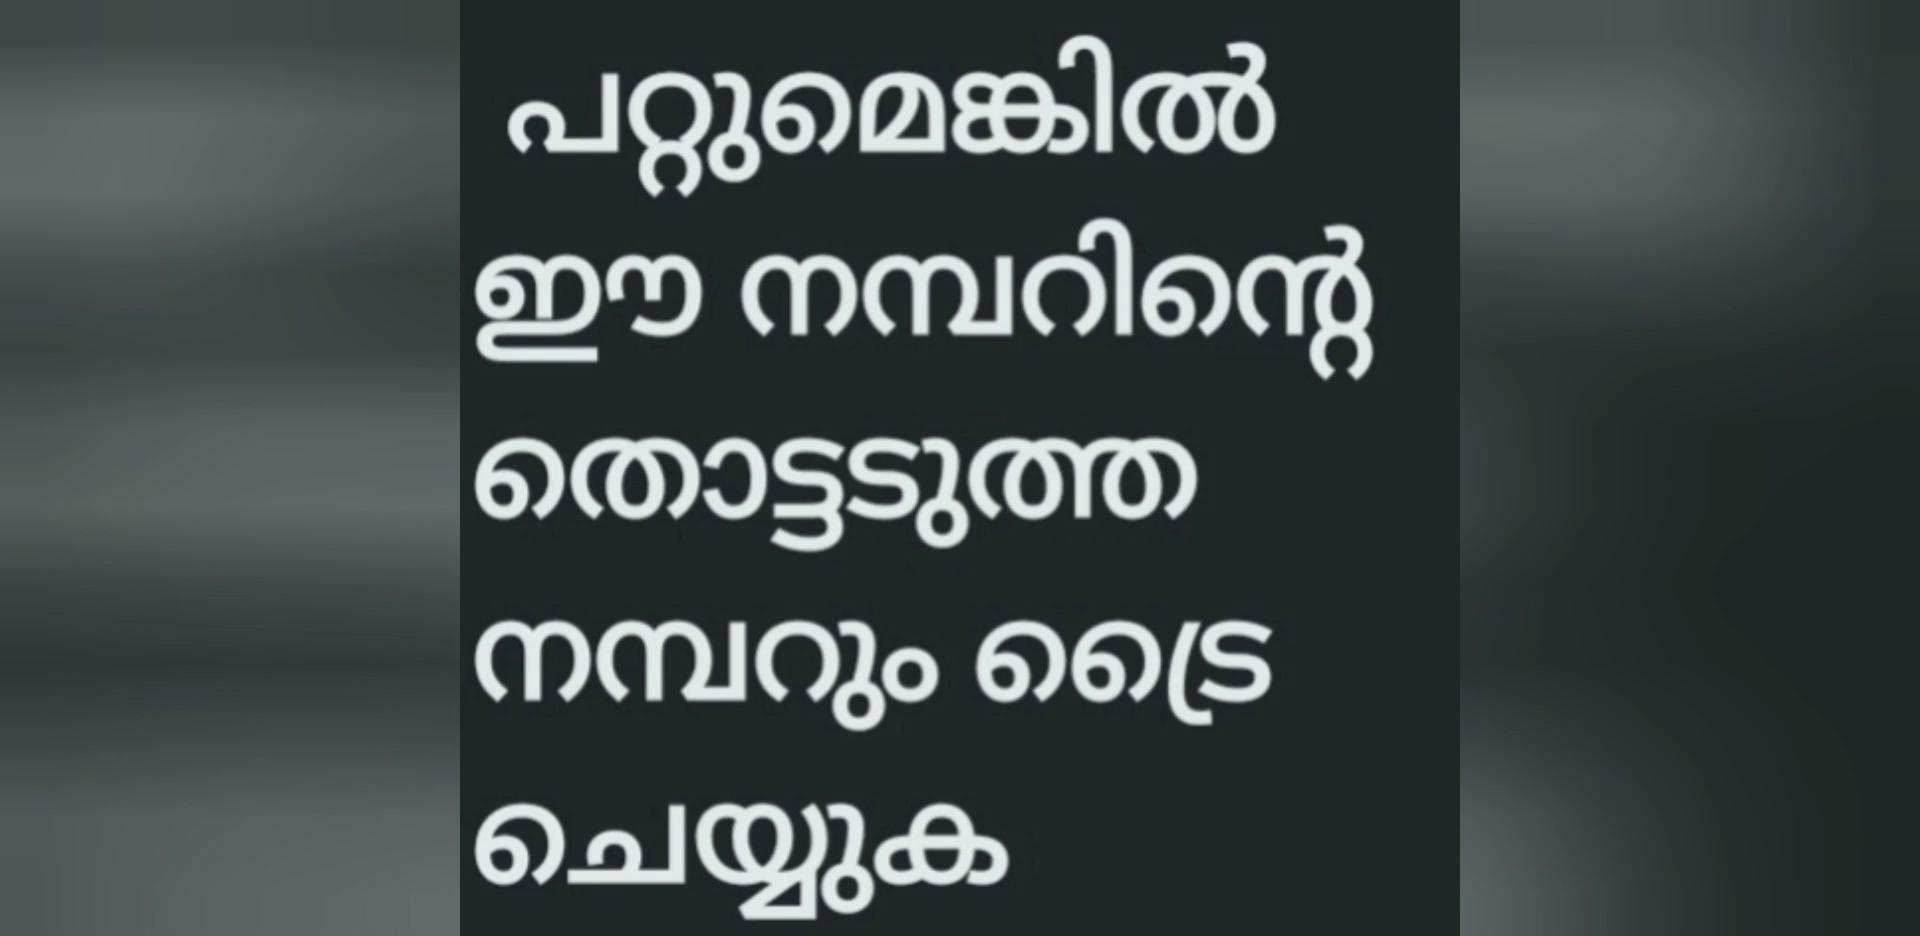 പറ്റുമെങ്കിൽ
ഈ നമ്പറിന്റെ
തൊട്ടടുത്ത
നമ്പറും ട്രൈ
ചെയ്യുക